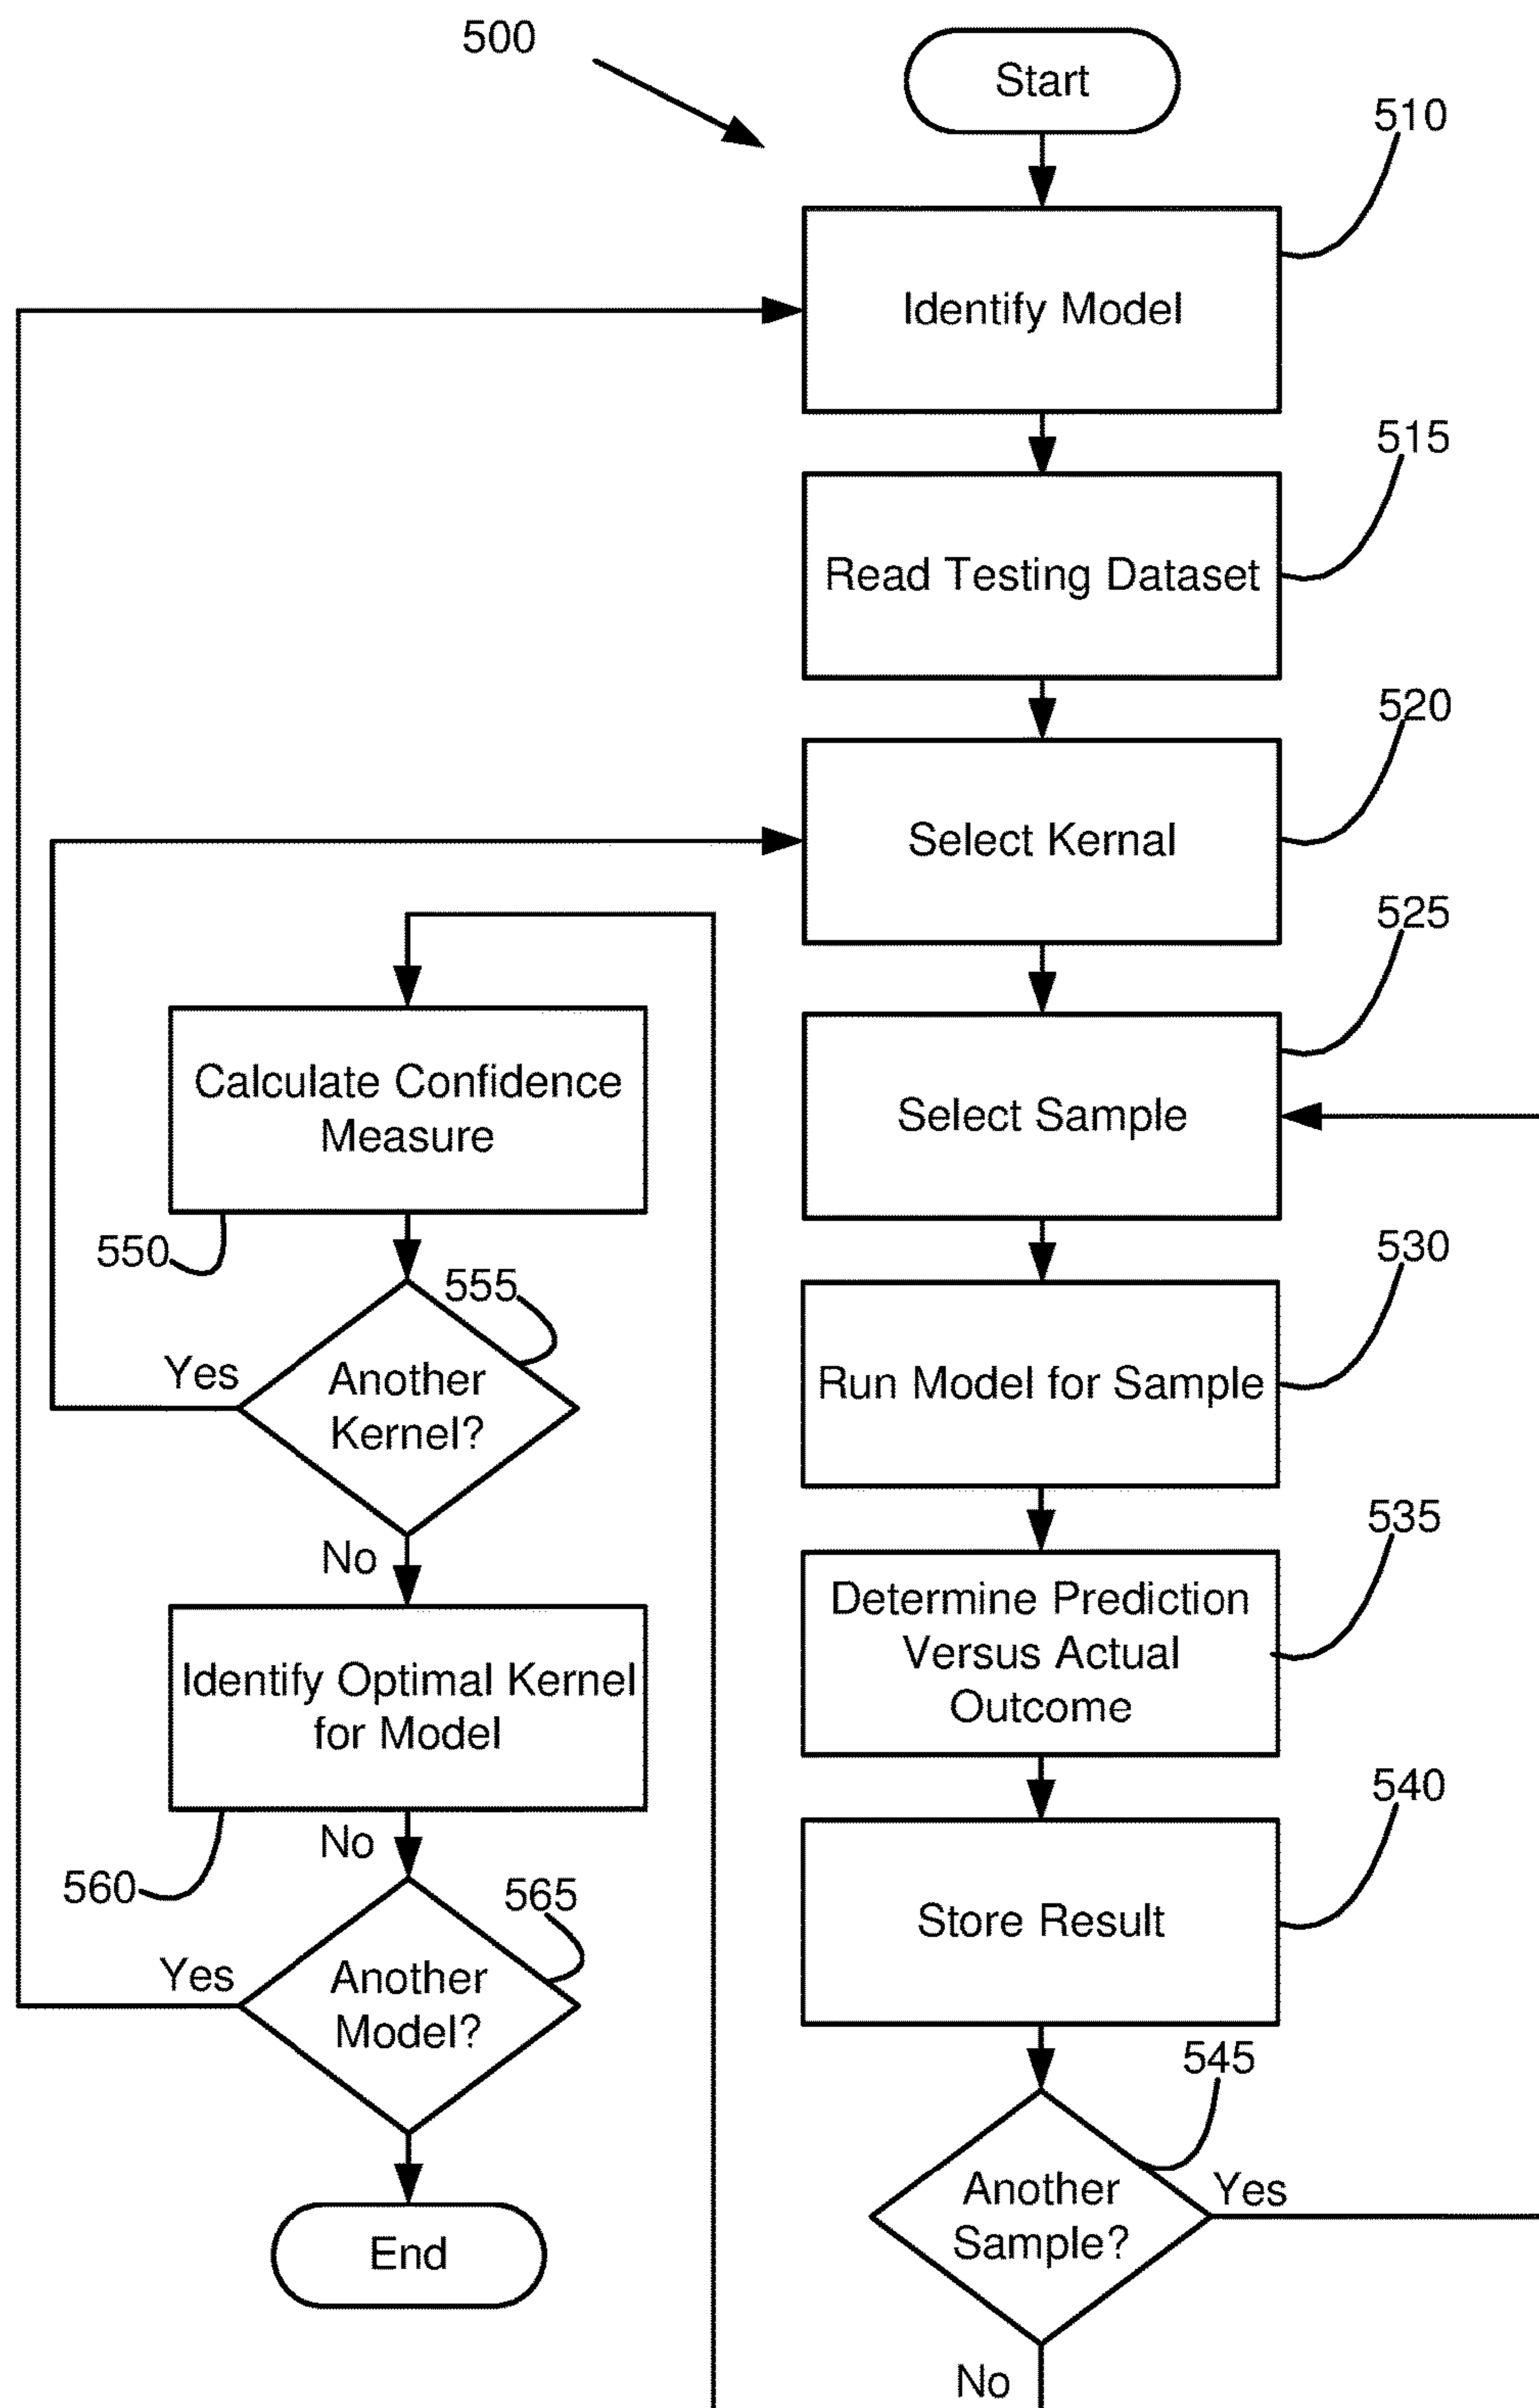 500
Start
510
Identify Model
515
Read Testing Dataset
520
Select Kernal
525
Select Sample
530
Run Model for Sample
535
Determine Prediction
Versus Actual
Outcome
540
Store Result
545
Another
Sample?
Yes
No
Calculate Confidence
Measure
550
555
Yes
Another
Kernel?
No
Identify Optimal Kernel
for Model
560
No
565
Yes
Another
Model?
End